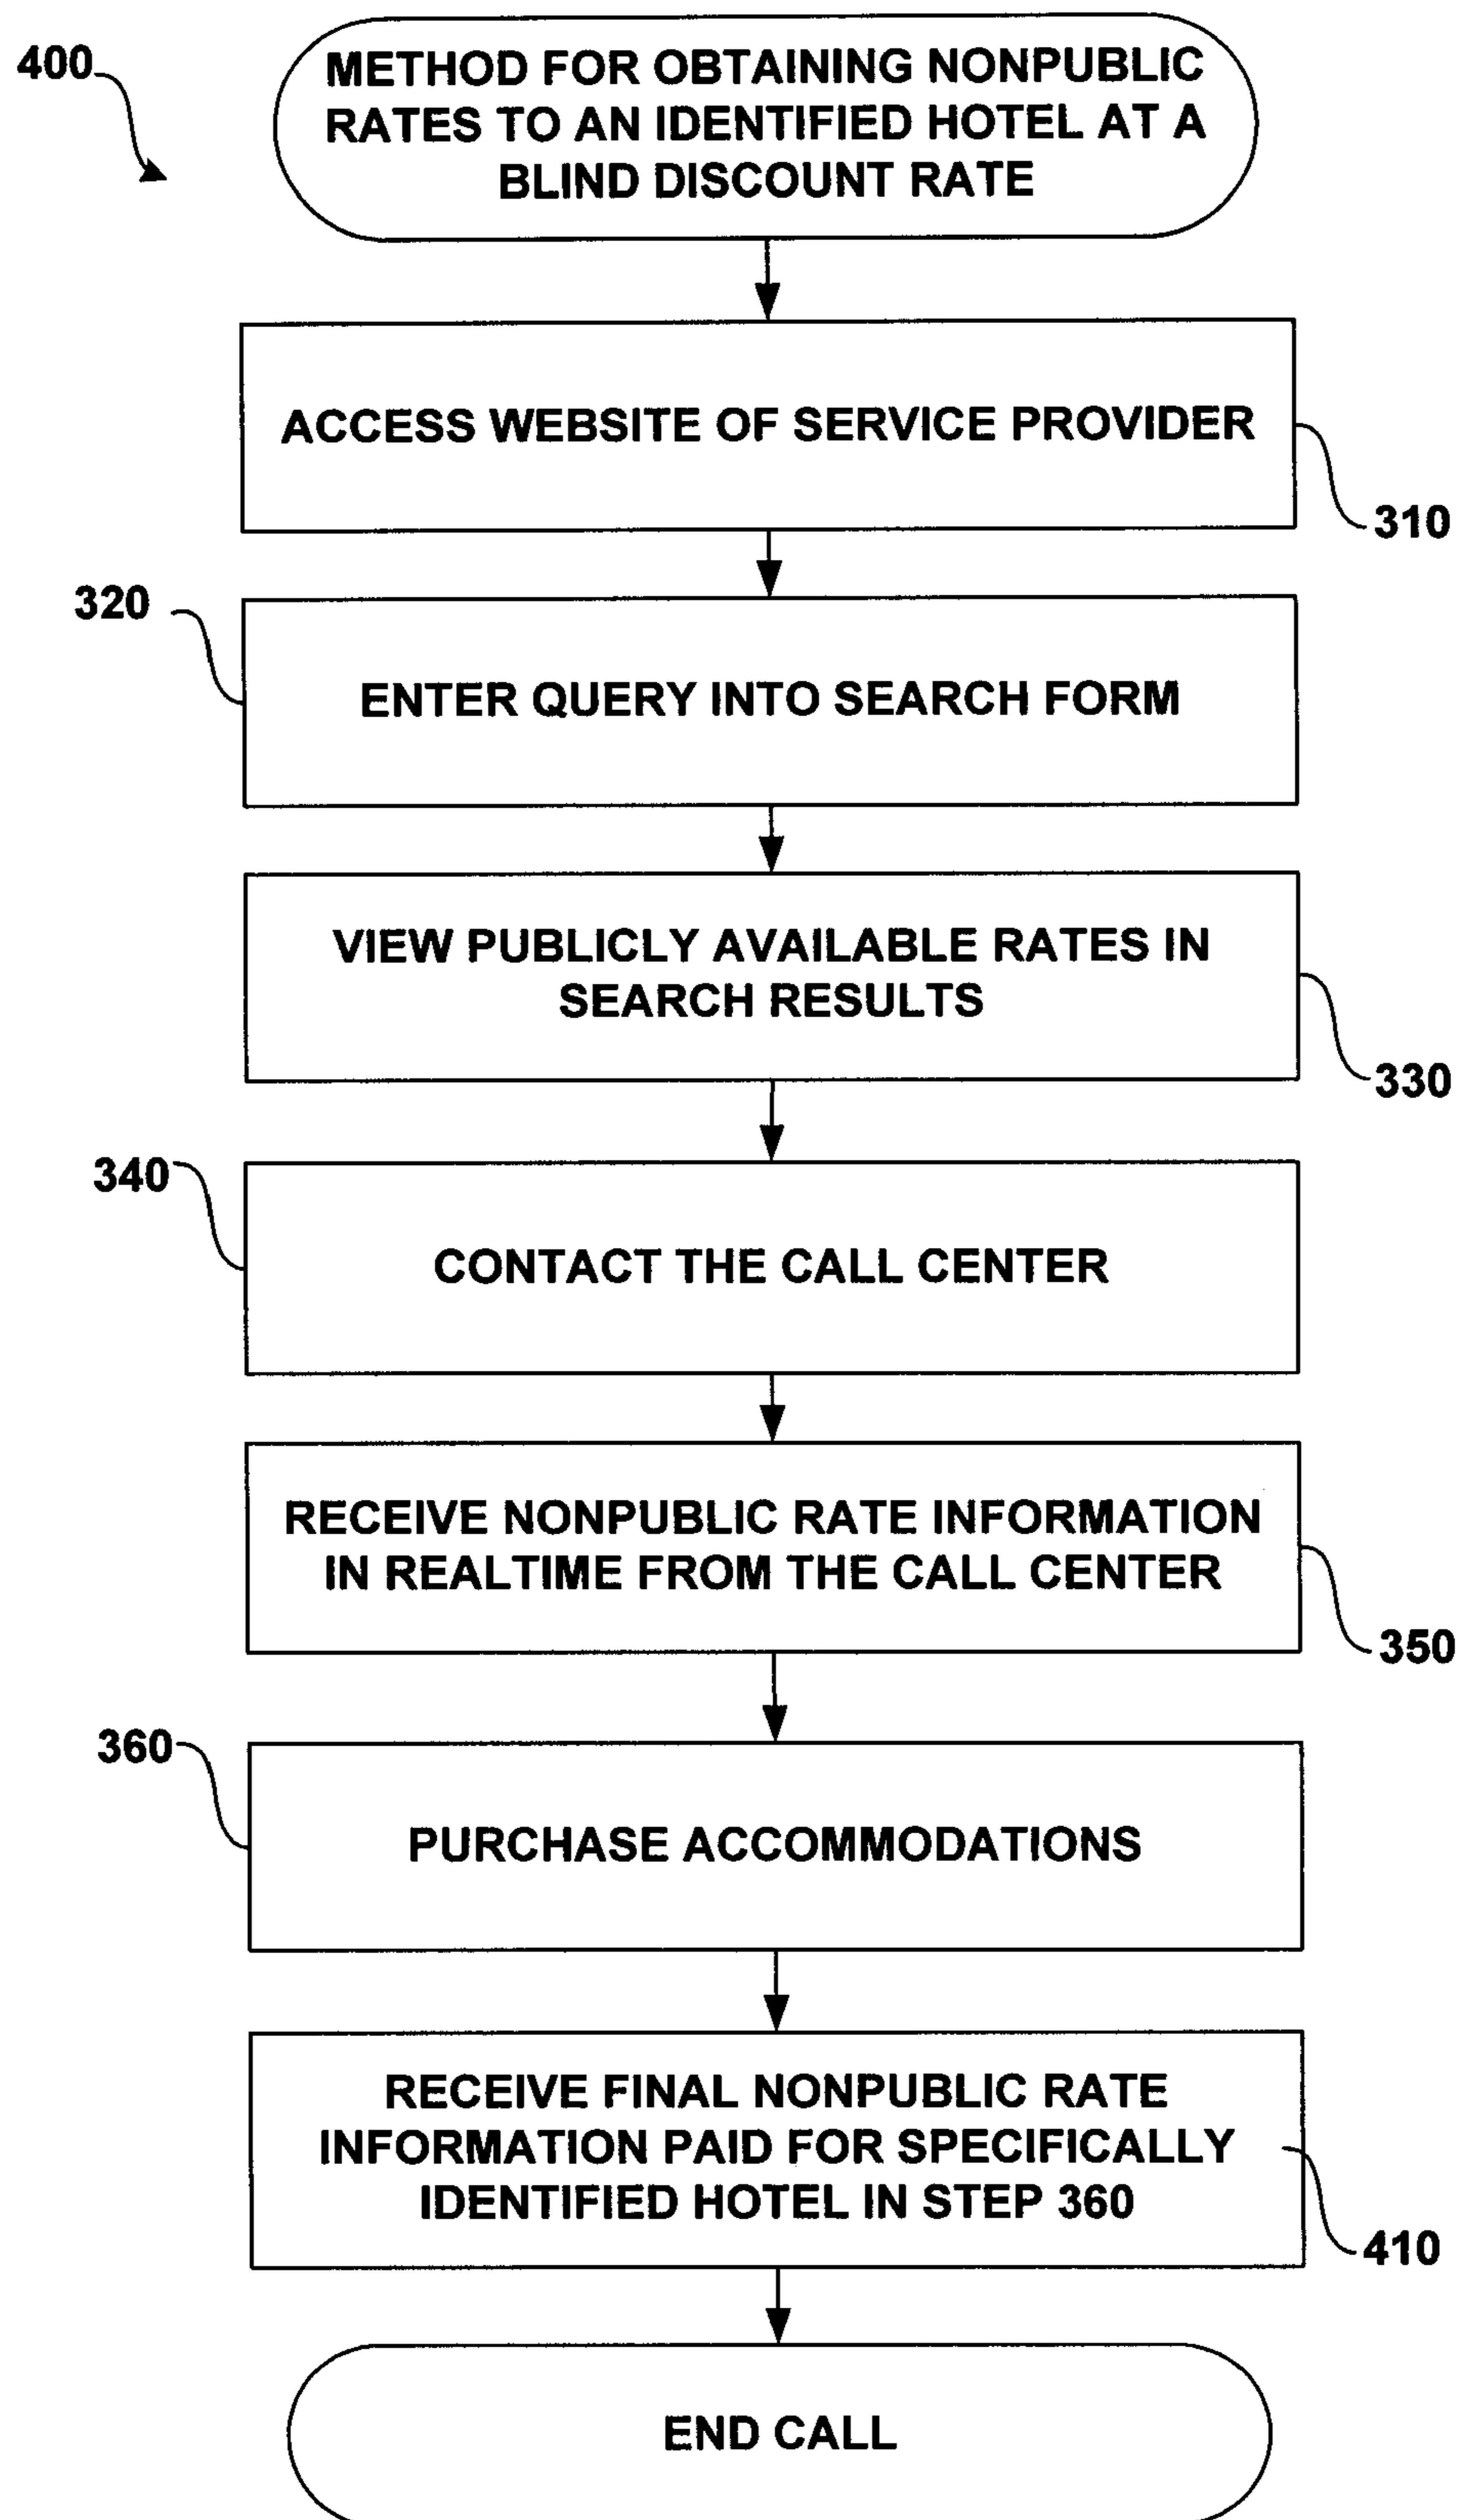 400
METHOD FOR OBTAINING NONPUBLIC
RATES TO AN IDENTIFIED HOTEL AT A
BLIND DISCOUNT RATE
ACCESS WEBSITE OF SERVICE PROVIDER
310
320
ENTER QUERY INTO SEARCH FORM
VIEW PUBLICLY AVAILABLE RATES IN
SEARCH RESULTS
330
340
CONTACT THE CALL CENTER
RECEIVE NONPUBLIC RATE INFORMATION
IN REALTIME FROM THE CALL CENTER
350
360
PURCHASE ACCOMMODATIONS
RECEIVE FINAL NONPUBLIC RATE
INFORMATION PAID FOR SPECIFICALLY
IDENTIFIED HOTEL IN STEP 360
410
END CALL